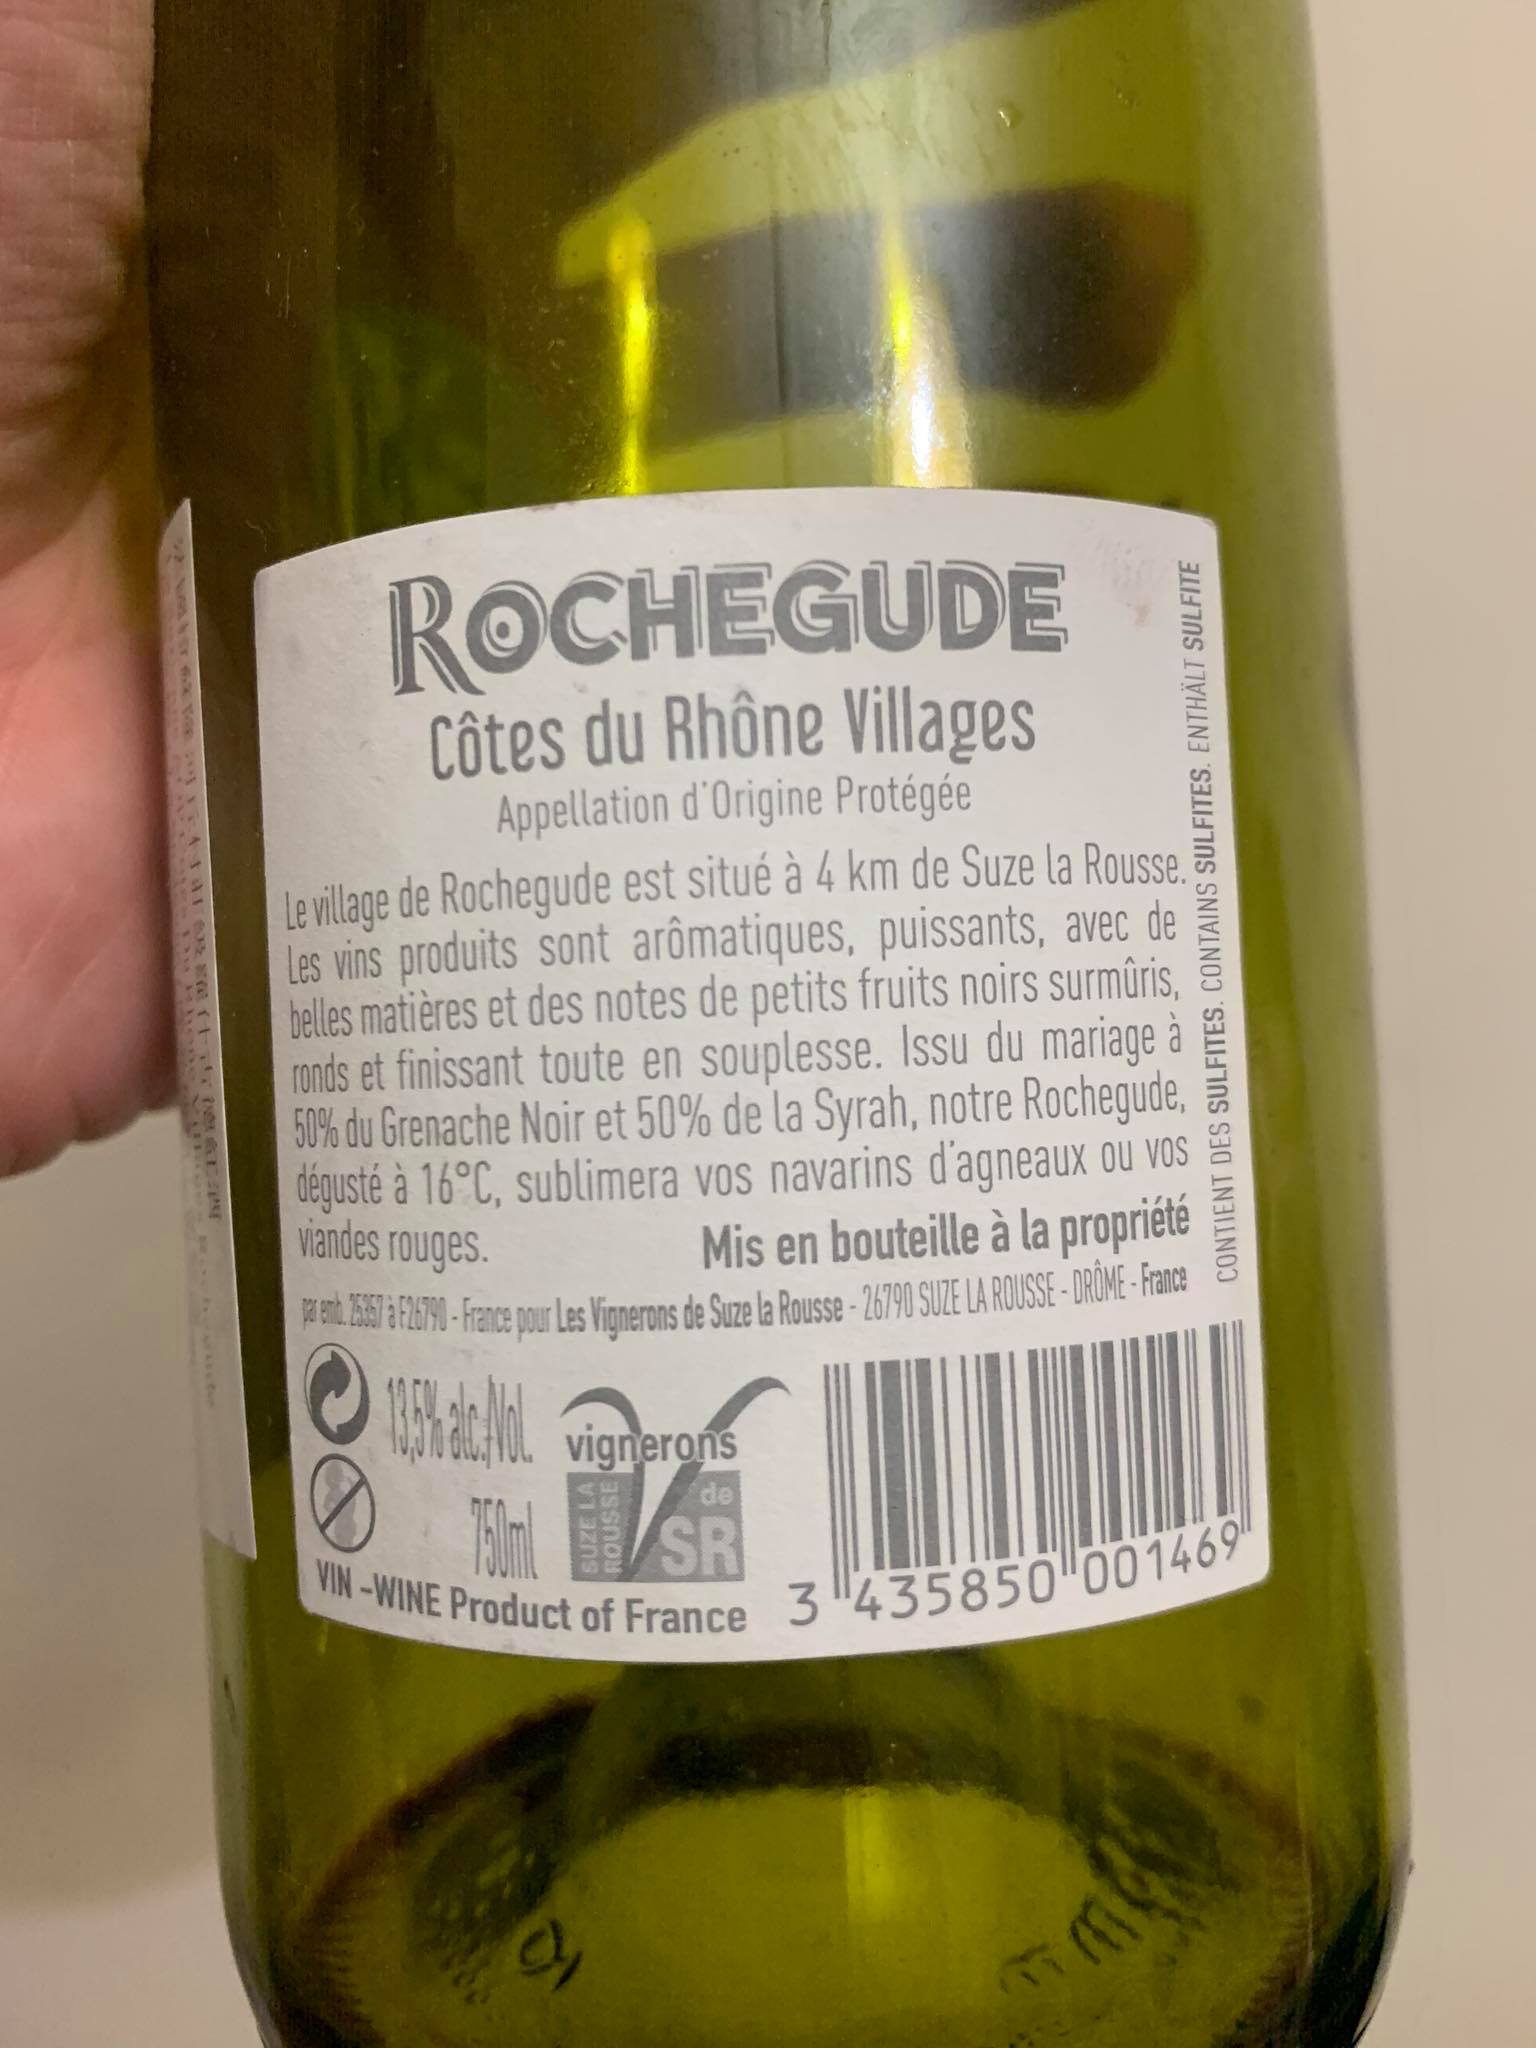 ROCHEGUDE
Côtes du Rhône Villages
Appellation d'Origine Protégée
Le village de Rochegude est situé à 4 km de Suze la Rousse.
Les vins produits sont arômatiques, puissants, avec de
belles matières et des notes de petits fruits noirs surmûris,
ronds et finissant toute en souplesse. Issu du mariage à
50% du Grenache Noir et 50% de la Syrah, notre Rochegude,
dégusté à 16°C, sublimera vos navarins d'agneaux ou vos
viandes rouges.
Mis en bouteille à la propriété
par emb. 25357 à F26790 - France pour Les Vignerons de Suze la Rousse - 26790 SUZE LA ROUSSE - DRÔME - France
CONTIENT DES SULFITES. CONTAINS SULFITES. ENTHÄLT SULFITE
13,5% alc./Vol.
750ml
vignerons
de
SUZE LA
ROUSSE
SR
VIN -WINE Product of France
3 435850 001469